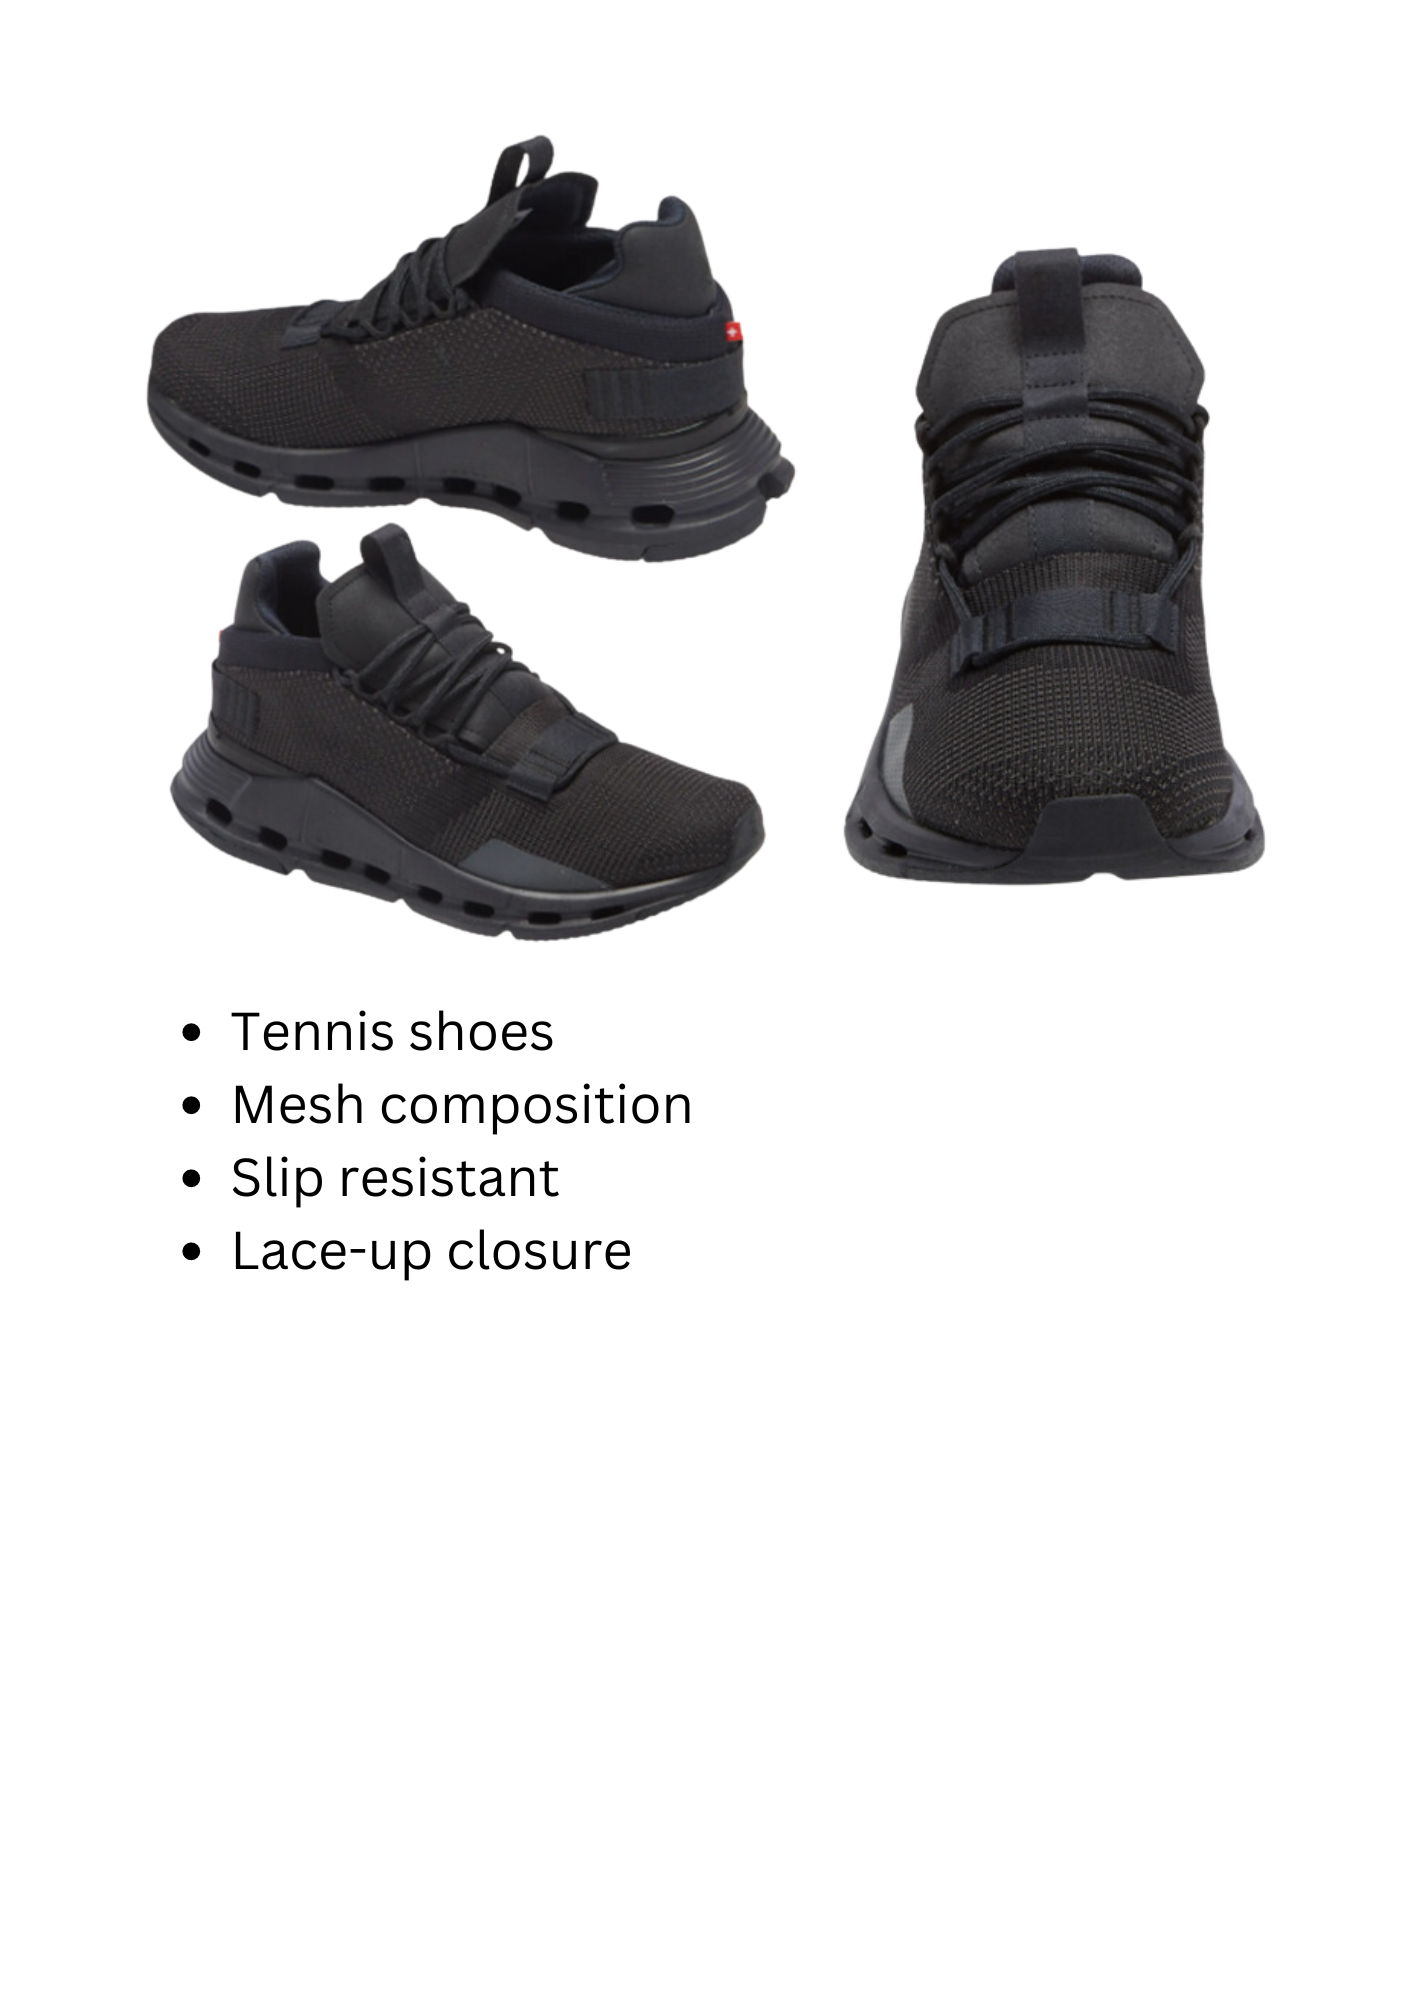 Tennis shoes
Mesh composition
Slip resistant
Lace-up closure